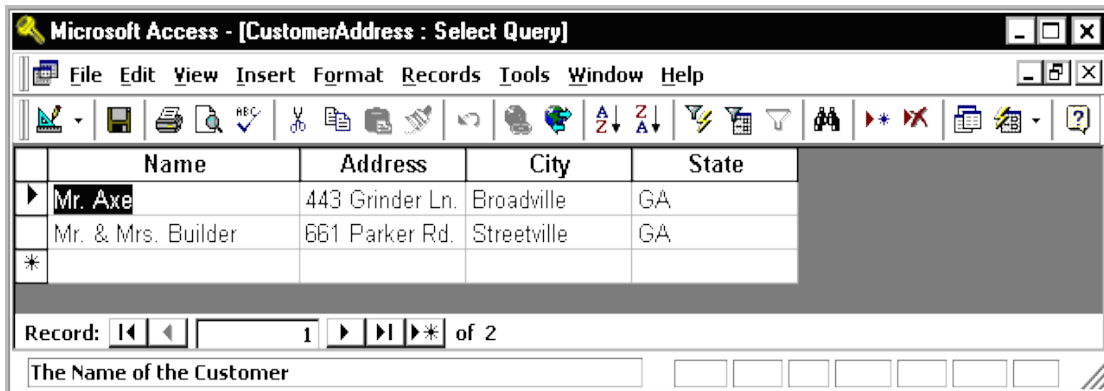 Microsoft Access - [CustomerAddress : Select Query]
File Edit View Insert Format Records Tools Window Help
ABC A Z Z A
Name Address City State
Mr. Axe 443 Grinder Ln. Broadville GA
Mr. & Mrs. Builder 661 Parker Rd. Streetville GA
Record: 1 of 2
The Name of the Customer